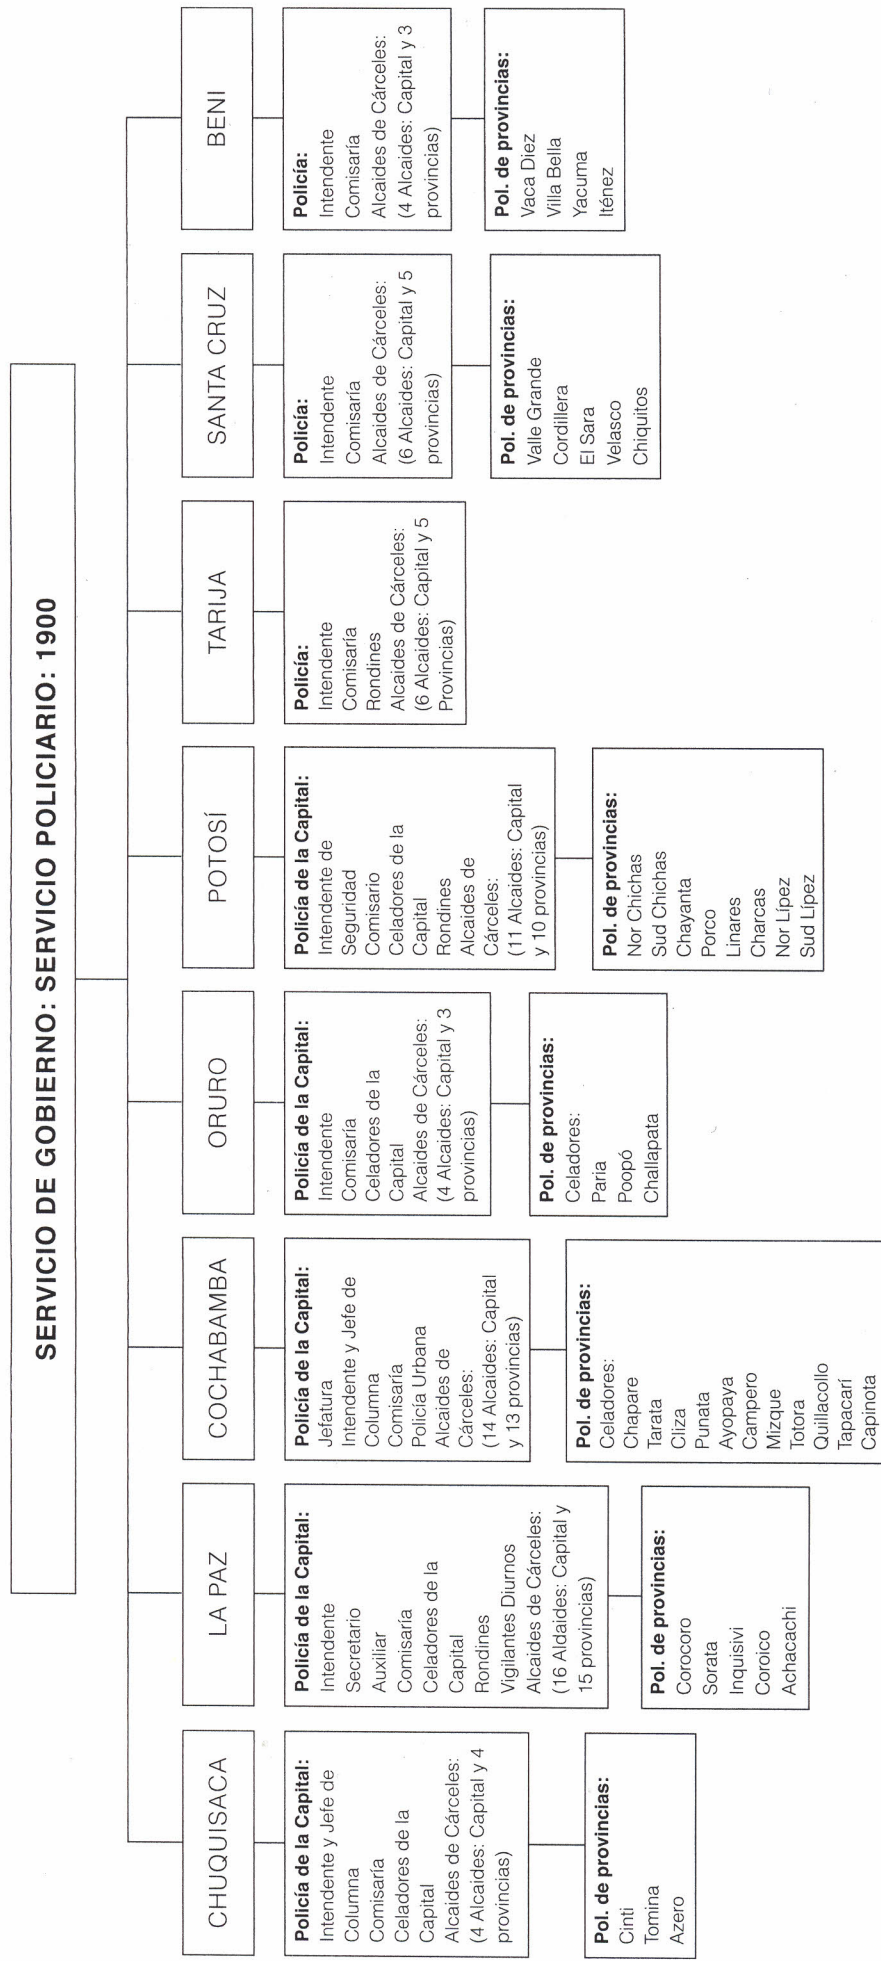 SERVICIO DE GOBIERNO: SERVICIO POLICIARIO: 1900
CHUQUISACA
Policía de la Capital:
Intendente y Jefe de
Columna
Comisaría
Celadores de la
Capital
Alcaides de Cárceles:
(4 Alcaides: Capital y 4
provincias)
Pol. de provincias:
Cinti
Tomina
Azero
LA PAZ
Policía de la Capital:
Intendente
Secretario
Auxiliar
Comisaría
Celadores de la
Capital
Rondines
Vigilantes Diurnos
Alcaides de Cárceles:
(16 Aldaides: Capital y
15 provincias)
Pol. de provincias:
Corocoro
Sorata
Inquisivi
Coroico
Achacachi
COCHABAMBA
Policía de la Capital:
Jefatura
Intendente y Jefe de
Columna
Comisaría
Policía Urbana
Alcaides de
Cárceles:
(14 Alcaides: Capital
y 13 provincias)
Pol. de provincias:
Celadores:
Chapare
Tarata
Cliza
Punata
Ayopaya
Campero
Mizque
Totora
Quillacollo
Tapacarí
Capinota
ORURO
Policía de la Capital:
Intendente
Comisaría
Celadores de la
Capital
Alcaides de Cárceles:
(4 Alcaides: Capital y 3
provincias)
Pol. de provincias:
Celadores:
Paria
Poopó
Challapata
POTOSÍ
Policía de la Capital:
Intendente de
Seguridad
Comisario
Celadores de la
Capital
Rondines
Alcaides de
Cárceles:
(11 Alcaides: Capital
y 10 provincias)
Pol. de provincias:
Nor Chichas
Sud Chichas
Chayanta
Porco
Linares
Charcas
Nor Lípez
Sud Lípez
TARIJA
Policía:
Intendente
Comisaría
Rondines
Alcaides de Cárceles:
(6 Alcaides: Capital y 5
Provincias)
SANTA CRUZ
Policía:
Intendente
Comisaría
Alcaides de Cárceles:
(6 Alcaides: Capital y 5
provincias)
Pol. de provincias:
Valle Grande
Cordillera
El Sara
Velasco
Chiquitos
BENI
Policía:
Intendente
Comisaría
Alcaides de Cárceles:
(4 Alcaides: Capital y 3
provincias)
Pol. de provincias:
Vaca Diez
Villa Bella
Yacuma
Iténez